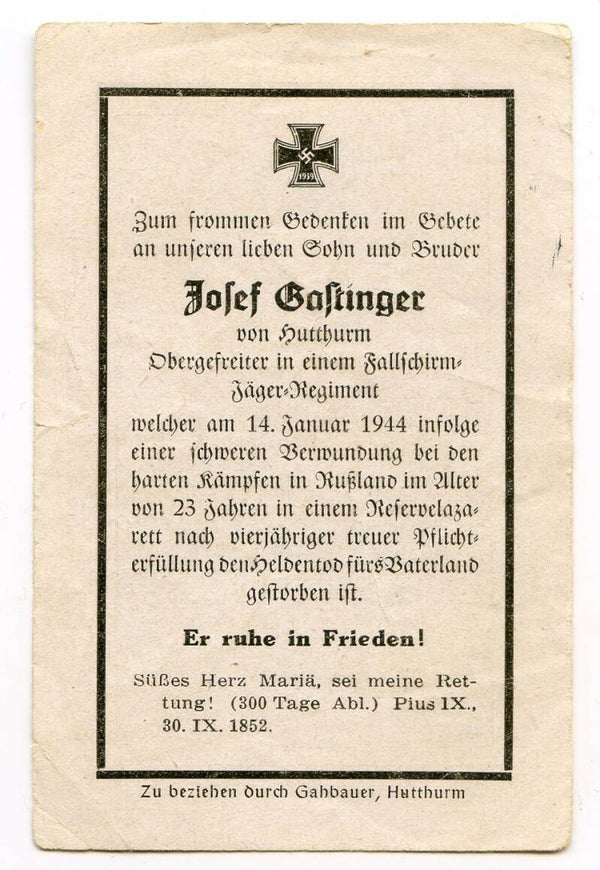 1939
Zum frommen Gedenken im Gebete
an unseren lieben Sohn und Bruder
Josef Gastinger
von Hutthurm
Obergefreiter in einem Fallschirm-
Jäger-Regiment
welcher am 14. Januar 1944 infolge
einer schweren Verwundung bei den
harten Kämpfen in Rußland im Alter
von 23 Jahren in einem Reservelaza-
rett nach vierjähriger treuer Pflicht-
erfüllung den Heldentod fürs Vaterland
gestorben ist.
Er ruhe in Frieden!
Süßes Herz Mariä, sei meine Ret-
tung! (300 Tage Abl.) Pius IX.,
30. IX. 1852.
Zu beziehen durch Gahbauer, Hutthurm